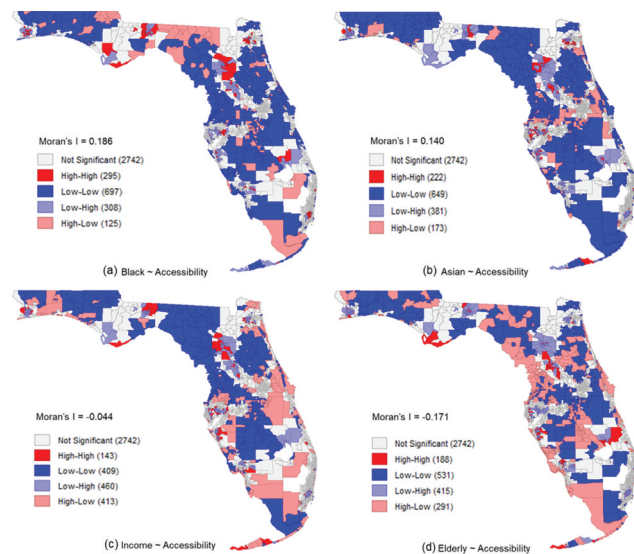 Moran's I = 0.186
Not Significant (2742)
High-High (295)
Low-Low (697)
Low-High (308)
High-Low (125)
(a) Black ~ Accessibility
Moran's I = 0.140
Not Significant (2742)
High-High (222)
Low-Low (649)
Low-High (381)
High-Low (173)
(b) Asian ~ Accessibility
Moran's I = -0.044
Not Significant (2742)
High-High (143)
Low-Low (409)
Low-High (460)
High-Low (413)
(c) Income ~ Accessibility
Moran's I = -0.171
Not Significant (2742)
High-High (188)
Low-Low (531)
Low-High (415)
High-Low (291)
(d) Elderly ~ Accessibility